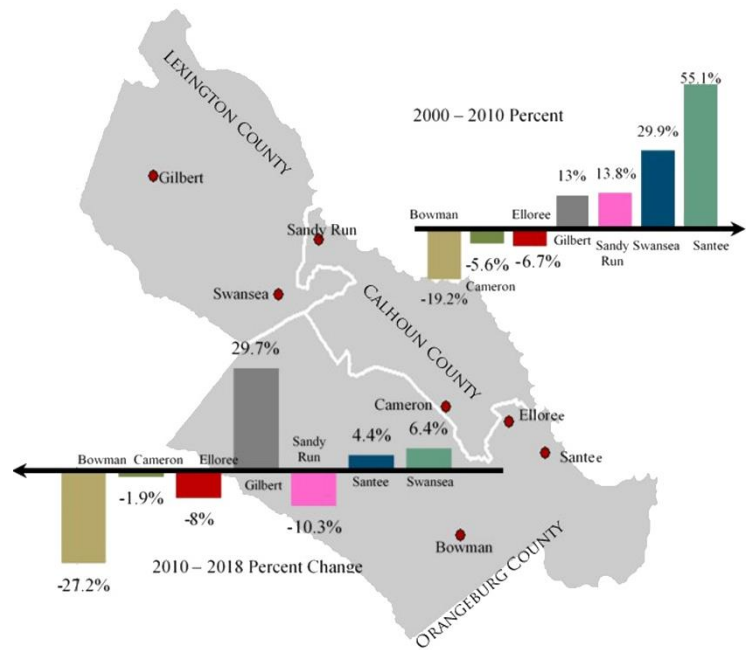 LEXINGTON COUNTY
Gilbert
Sandy Run
Swansea
CALHOUN COUNTY
Cameron
Elloree
Santee
Bowman
ORANGEBURG COUNTY
2000 – 2010 Percent
55.1%
29.9%
13% 13.8%
Bowman Elloree
Gilbert Sandy Swansea Santee
Run
-5.6% -6.7%
Cameron
-19.2%
29.7%
6.4%
4.4%
Sandy
Bowman Cameron Elloree Run
Gilbert Santee Swansea
-1.9%
-8% -10.3%
2010 – 2018 Percent Change
-27.2%